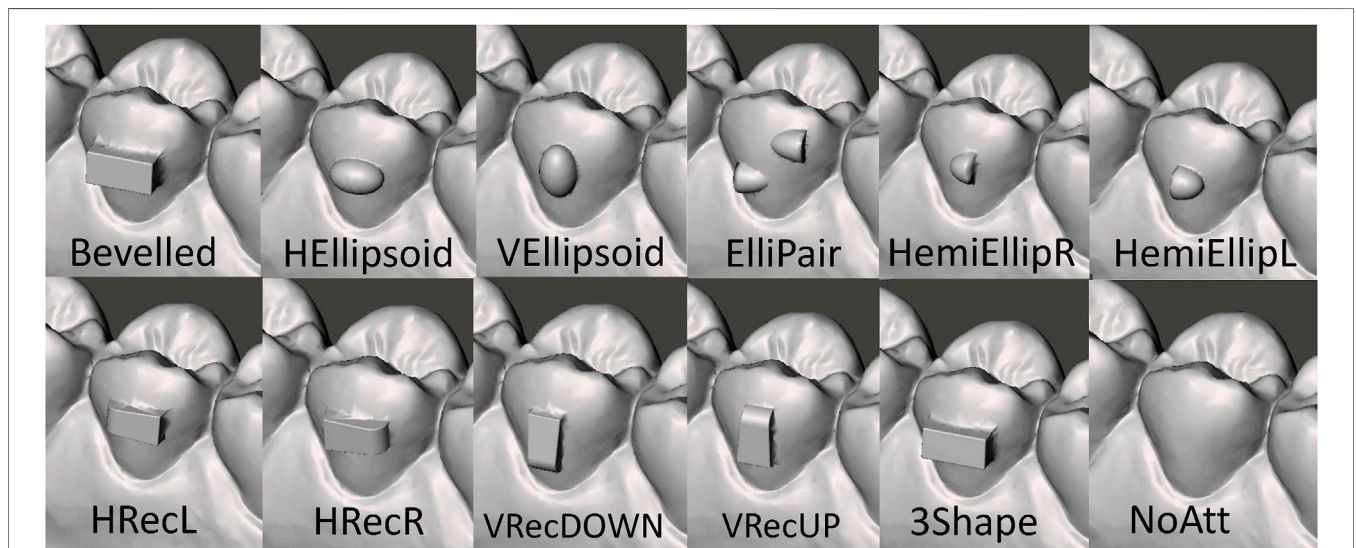 Bevelled
HEllipsoid
VEllipsoid
ElliPair
HemiEllipR
HemiEllipL
HRecL
HRecR
VRecDOWN
VRecUP
3Shape
NoAtt